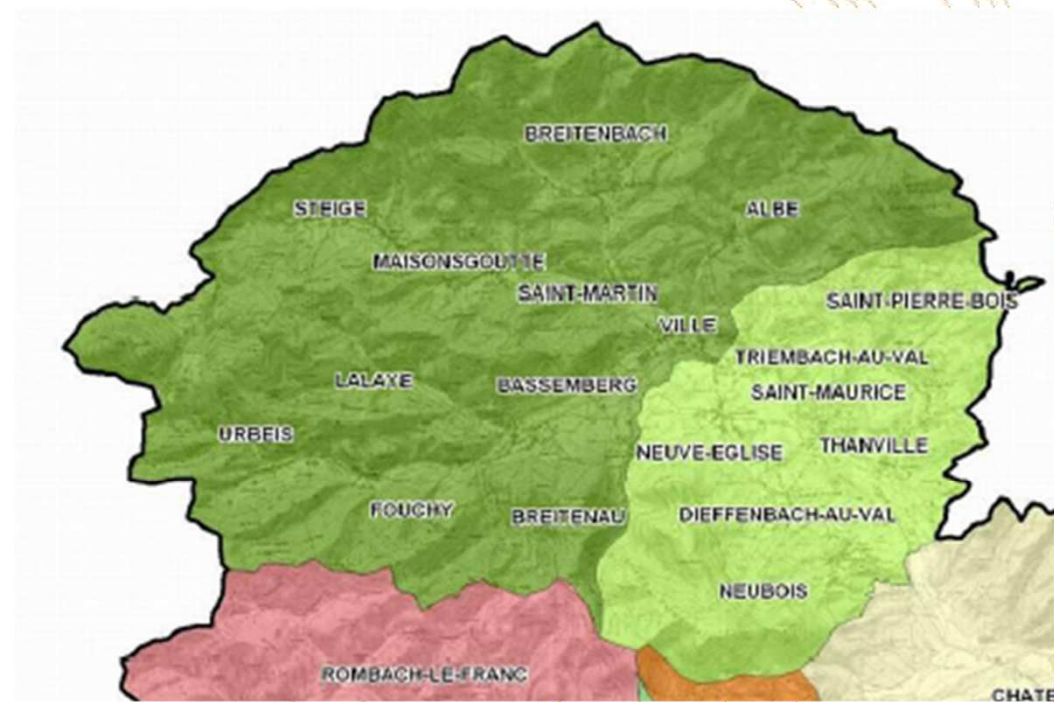 BREITENBACH
STEIGE
ALBE
MAISONSGOUTTE
SAINT-MARTIN
SAINT-PIERRE-BOIS
VILLE
TRIEMBACH-AU-VAL
LALAYE
BASSEMBERG
SAINT-MAURICE
URBEIS
NEUVE-EGLISE
THANVILLE
FOUCHY
BREITENAU
DIEFFENBACH-AU-VAL
NEUBOIS
ROMBACH-LE-FRANC
CHATE